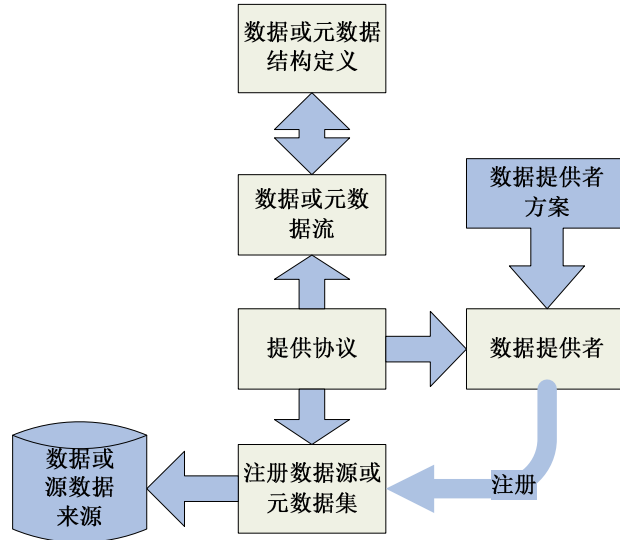 数据或元数据
结构定义
数据或元数
据流
数据提供者
方案
提供协议
数据提供者
注册数据源或
元数据集
注册
数据或
源数据
来源